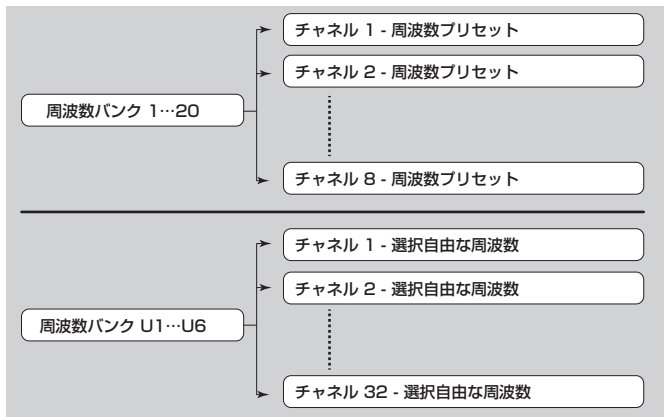 チャネル 1 - 周波数プリセット
チャネル 2 - 周波数プリセット
周波数バンク 1…20
チャネル 8 - 周波数プリセット
チャネル 1 - 選択自由な周波数
チャネル 2 - 選択自由な周波数
周波数バンク U1…U6
チャネル 32 - 選択自由な周波数